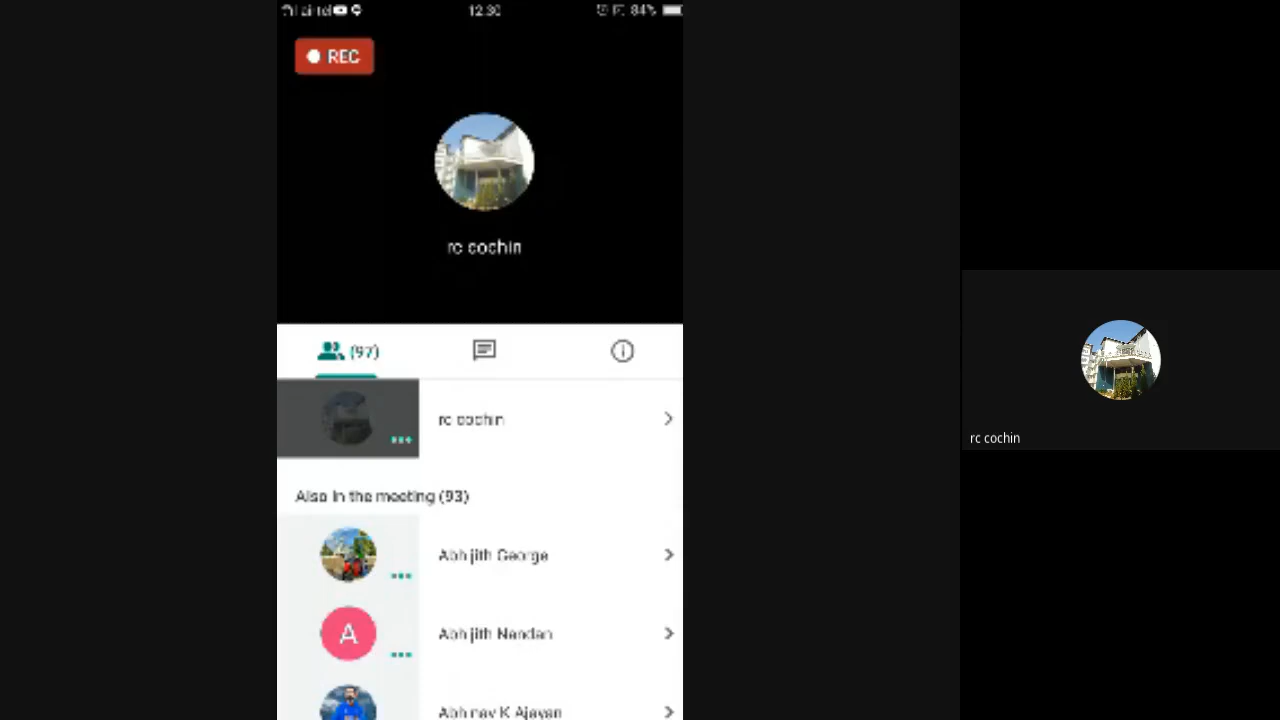 airtel
12:30
84%
REC
rc cochin
(97)
rc cochin
Also in the meeting (93)
Abhijith George
A
Abhijith Nandan
Abhinav K Ajayan
rc cochin